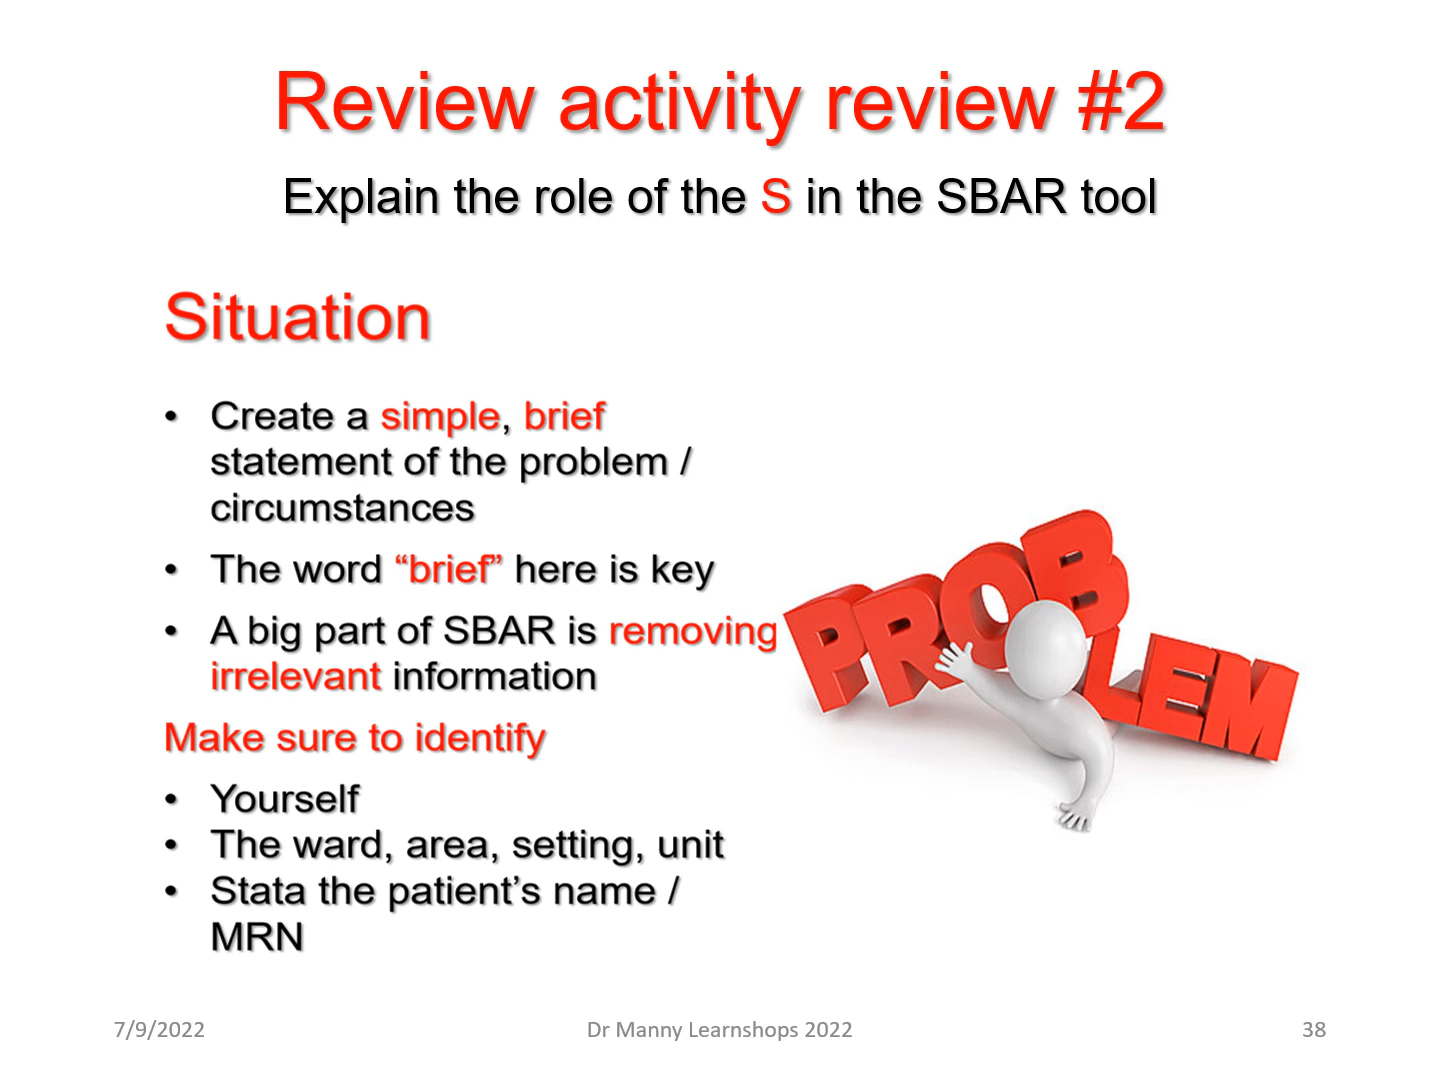 Review activity review #2
Explain the role of the S in the SBAR tool
Situation
• Create a simple, brief
statement of the problem /
circumstances
• The word “brief” here is key
• A big part of SBAR is removing
irrelevant information
Make sure to identify
• Yourself
• The ward, area, setting, unit
• Stata the patient’s name /
MRN
PROBLEM
7/9/2022
Dr Manny Learnshops 2022
38